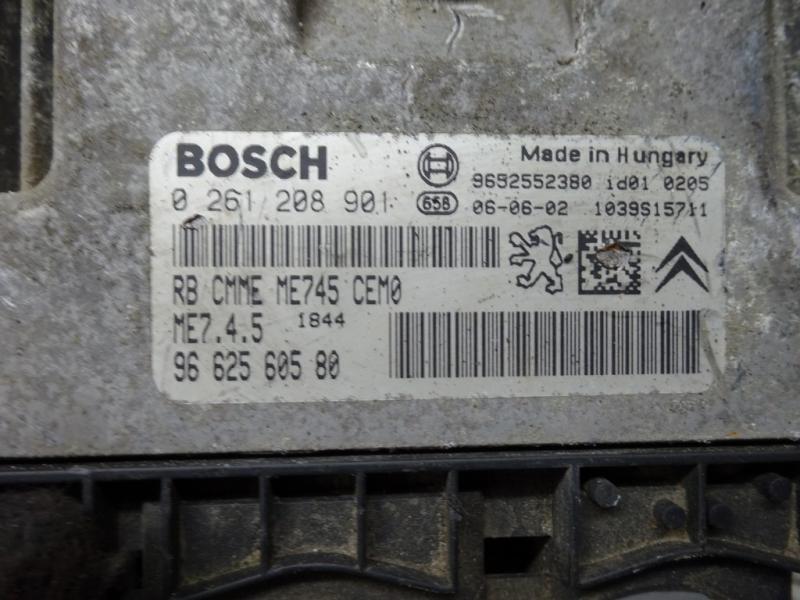 BOSCH
Made in Hungary
9652552380 id01 0205
0 261 208 901
658 06-06-02 1039S15711
RB CMME ME745 CEM0
ME7.4.5 1844
96 625 605 80